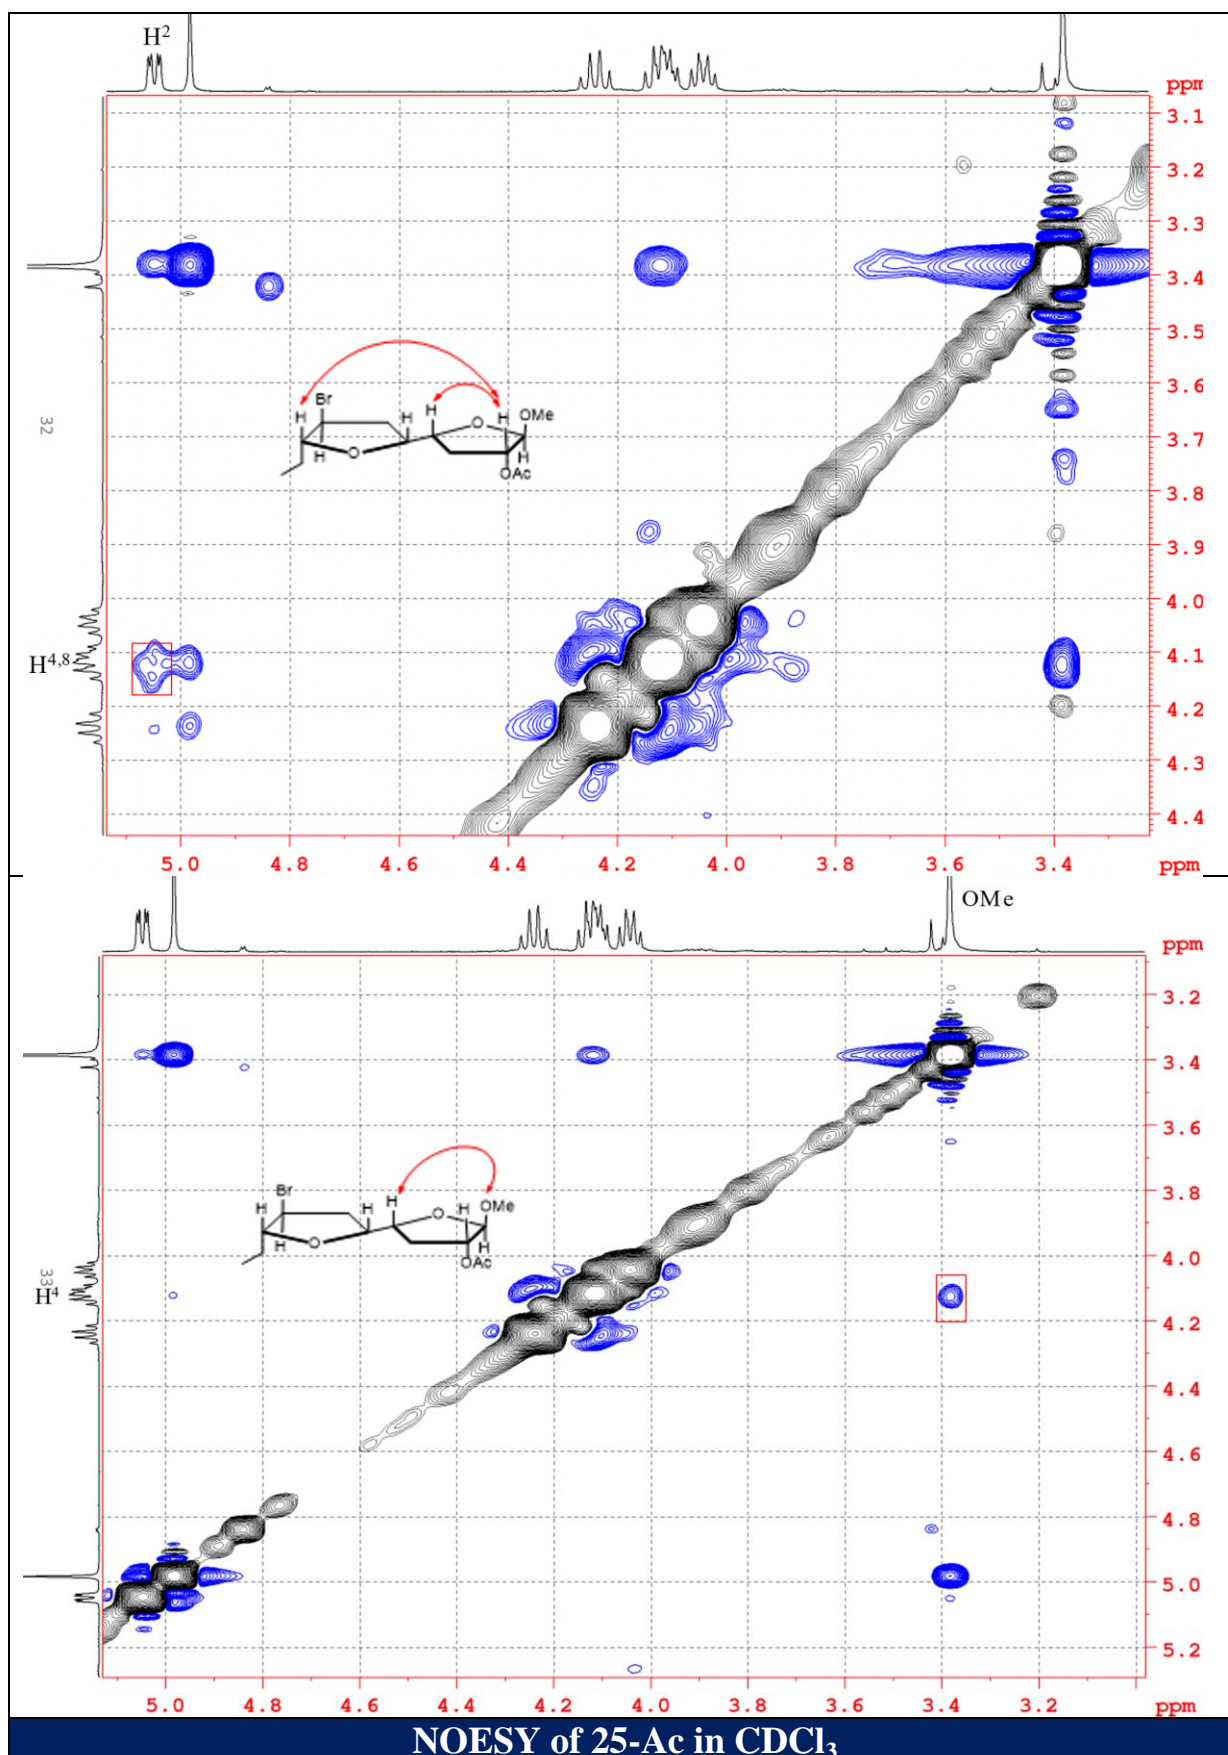 H²
ppm
3.1
3.2
3.3
3.4
3.5
3.6
3.7
3.8
3.9
4.0
4.1
4.2
4.3
4.4
32
H⁴,⁸
Br
H H H O H OMe
H O H
OAc
5.0 4.8 4.6 4.4 4.2 4.0 3.8 3.6 3.4 ppm
OMe
ppm
3.2
3.4
3.6
3.8
4.0
4.2
4.4
4.6
4.8
5.0
5.2
33
H⁴
Br
H H H O H OMe
H O H
OAc
5.0 4.8 4.6 4.4 4.2 4.0 3.8 3.6 3.4 3.2 ppm
NOESY of 25-Ac in CDCl₃